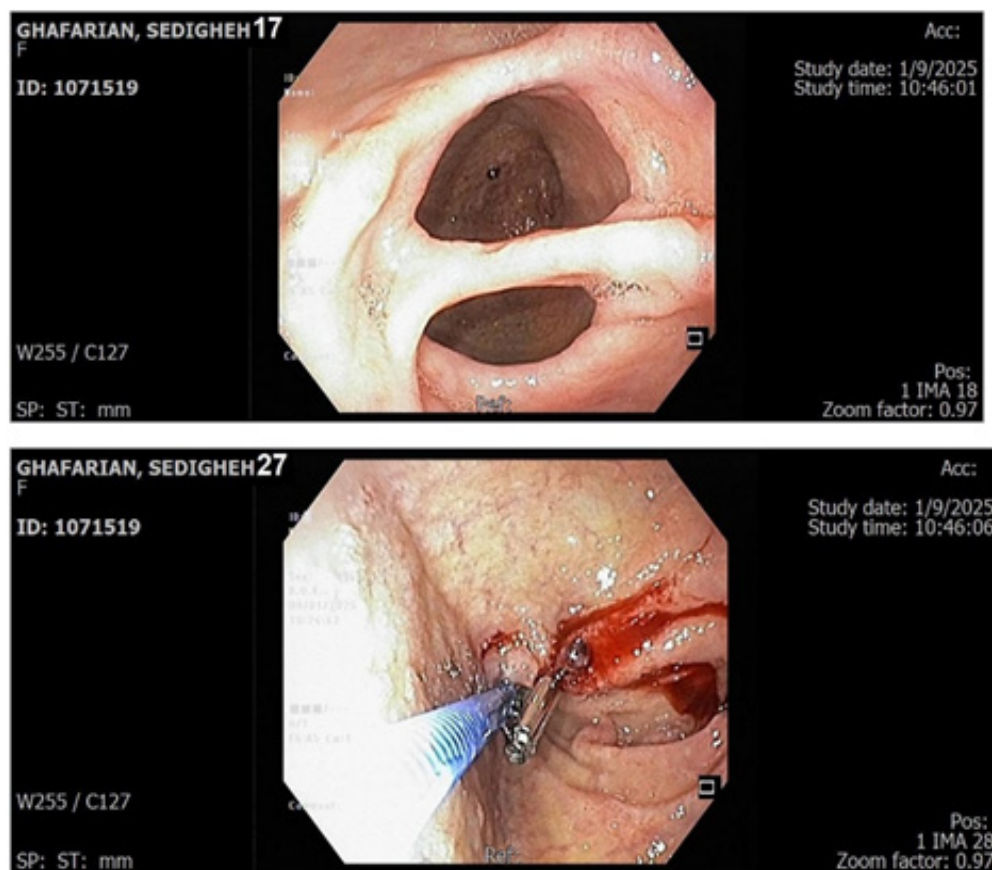 GHAFARIAN, SEDIGHEH 17
F
ID: 1071519
Acc:
Study date: 1/9/2025
Study time: 10:46:01
W255 / C127
SP: ST: mm
Pos:
1 IMA 18
Zoom factor: 0.97
GHAFARIAN, SEDIGHEH 27
F
ID: 1071519
Acc:
Study date: 1/9/2025
Study time: 10:46:06
W255 / C127
SP: ST: mm
Pos:
1 IMA 28
Zoom factor: 0.97